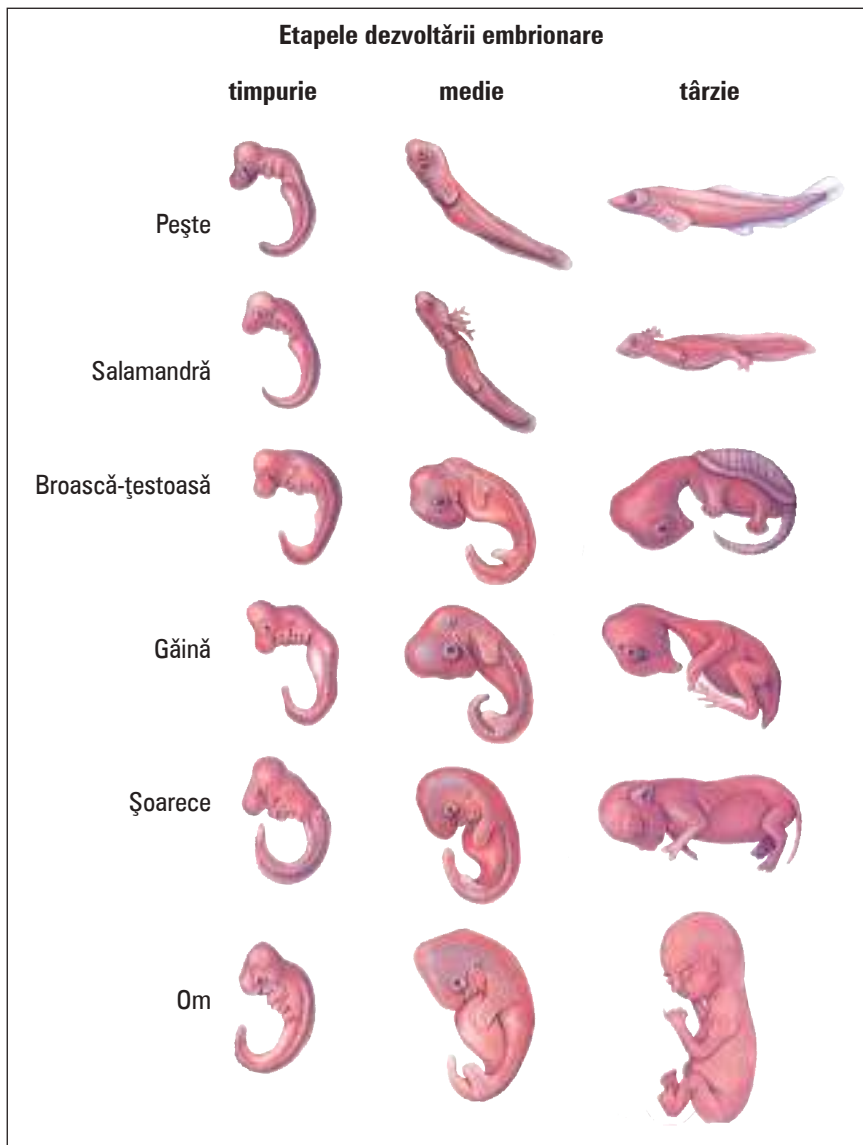 Etapele dezvoltării embrionare
timpurie medie târzie
Peşte
Salamandră
Broască-ţestoasă
Găină
Şoarece
Om